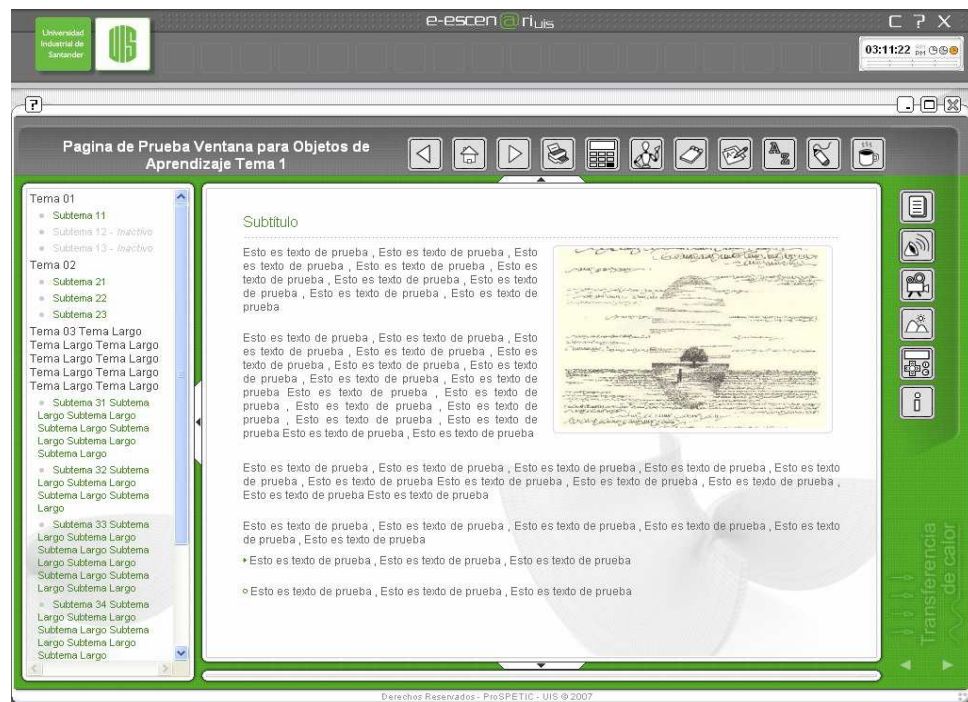 Universidad
Industrial de
Santander
UIS
e-escen@riUIS
C ? X
03:11:22 PM
?
Pagina de Prueba Ventana para Objetos de
Aprendizaje Tema 1
A
Z
Tema 01
Subtema 11
Subtema 12 - Inactivo
Subtema 13 - Inactivo
Tema 02
Subtema 21
Subtema 22
Subtema 23
Tema 03 Tema Largo
Tema Largo Tema Largo
Tema Largo Tema Largo
Tema Largo Tema Largo
Tema Largo Tema Largo
Subtema 31 Subtema
Largo Subtema Largo
Subtema Largo Subtema
Largo Subtema Largo
Subtema Largo
Subtema 32 Subtema
Largo Subtema Largo
Subtema Largo Subtema
Largo
Subtema 33 Subtema
Largo Subtema Largo
Subtema Largo Subtema
Largo Subtema Largo
Subtema Largo Subtema
Largo Subtema Largo
Subtema 34 Subtema
Largo Subtema Largo
Subtema Largo Subtema
Largo Subtema Largo
Subtema Largo
Subtítulo
Esto es texto de prueba , Esto es texto de prueba , Esto
es texto de prueba , Esto es texto de prueba , Esto es
texto de prueba , Esto es texto de prueba , Esto es texto
de prueba , Esto es texto de prueba , Esto es texto de
prueba
Esto es texto de prueba , Esto es texto de prueba , Esto
es texto de prueba , Esto es texto de prueba , Esto es
texto de prueba , Esto es texto de prueba , Esto es texto
de prueba , Esto es texto de prueba , Esto es texto de
prueba Esto es texto de prueba , Esto es texto de
prueba , Esto es texto de prueba , Esto es texto de
prueba , Esto es texto de prueba , Esto es texto de
prueba Esto es texto de prueba , Esto es texto de prueba
Esto es texto de prueba , Esto es texto de prueba , Esto es texto de prueba , Esto es texto de prueba , Esto es texto
de prueba , Esto es texto de prueba Esto es texto de prueba , Esto es texto de prueba , Esto es texto de prueba ,
Esto es texto de prueba Esto es texto de prueba
Esto es texto de prueba , Esto es texto de prueba , Esto es texto de prueba , Esto es texto de prueba , Esto es texto
de prueba , Esto es texto de prueba
Esto es texto de prueba , Esto es texto de prueba , Esto es texto de prueba
Esto es texto de prueba , Esto es texto de prueba , Esto es texto de prueba
Transferencia
de calor
Derechos Reservados - ProSPETIC - UIS © 2007